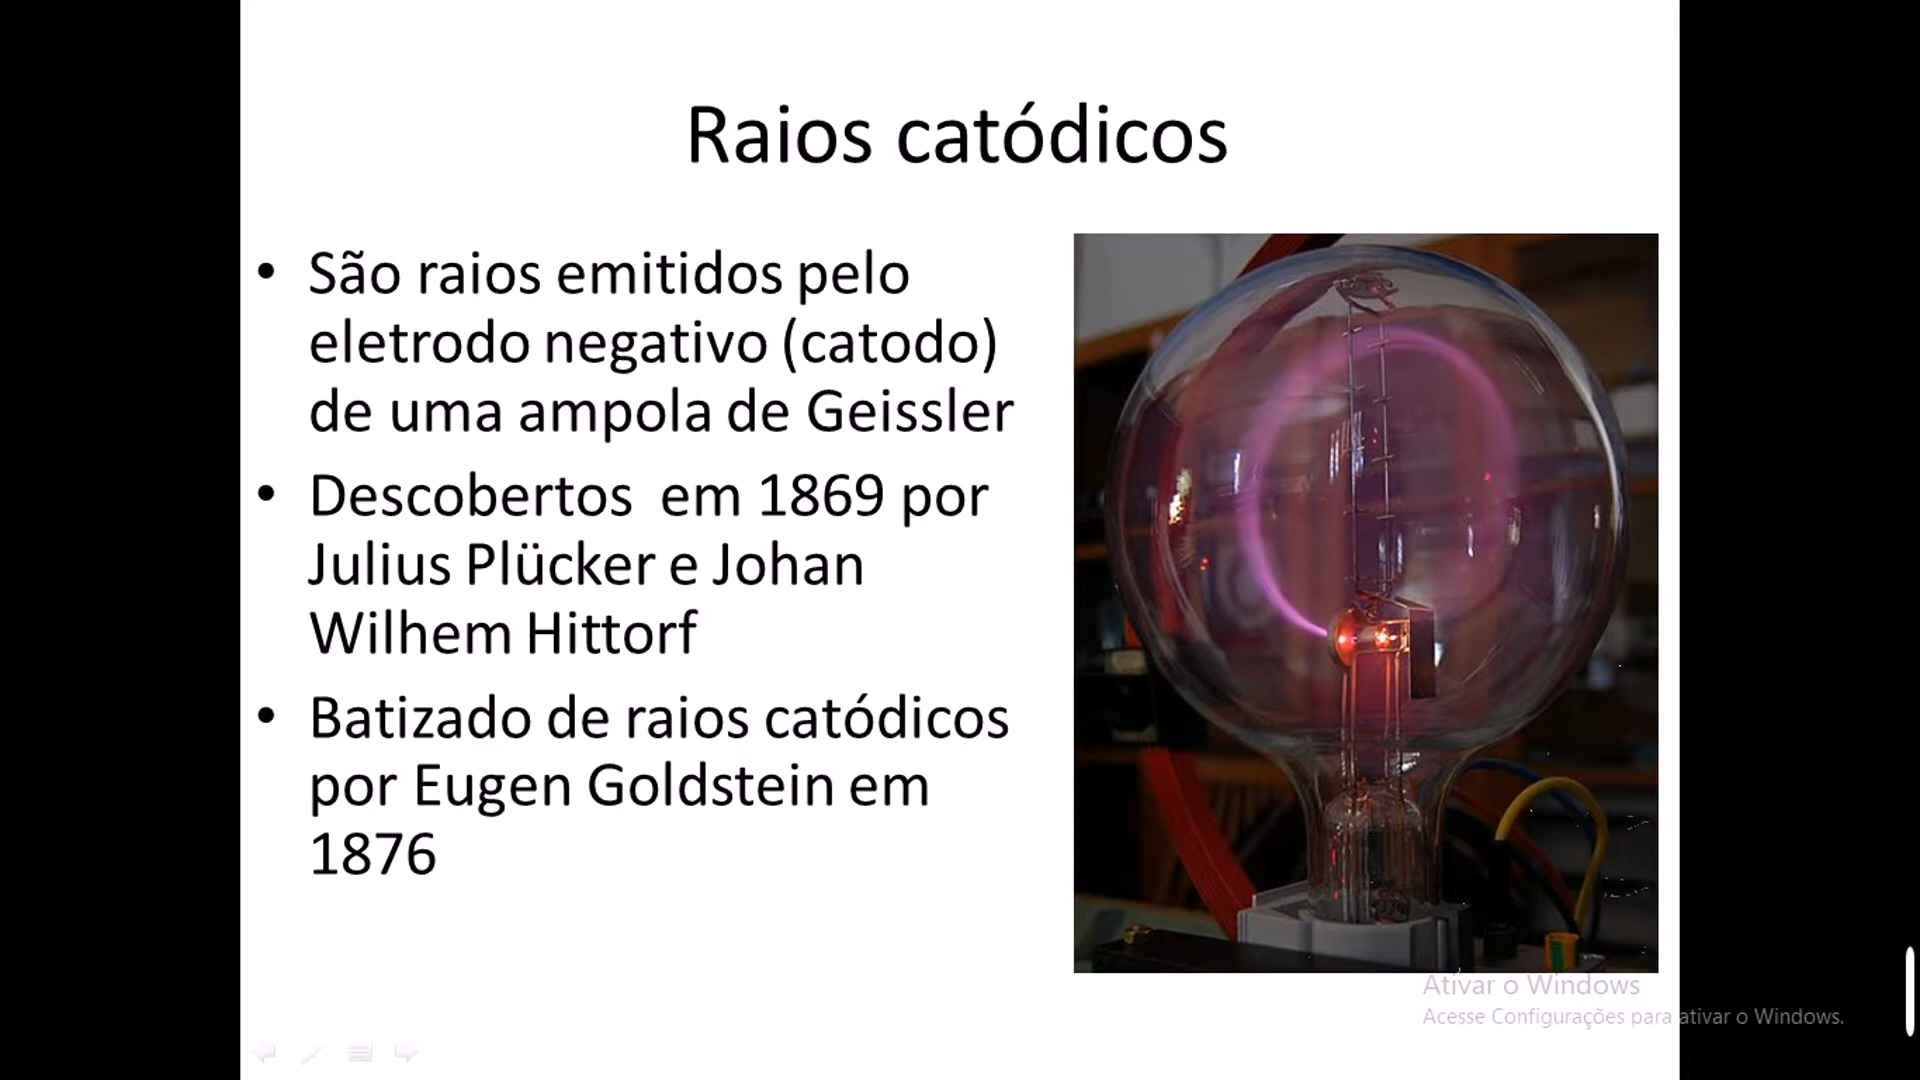 Raios catódicos
• São raios emitidos pelo
eletrodo negativo (catodo)
de uma ampola de Geissler
• Descobertos  em 1869 por
Julius Plücker e Johan
Wilhem Hittorf
• Batizado de raios catódicos
por Eugen Goldstein em
1876
Ativar o Windows
Acesse Configurações para ativar o Windows.